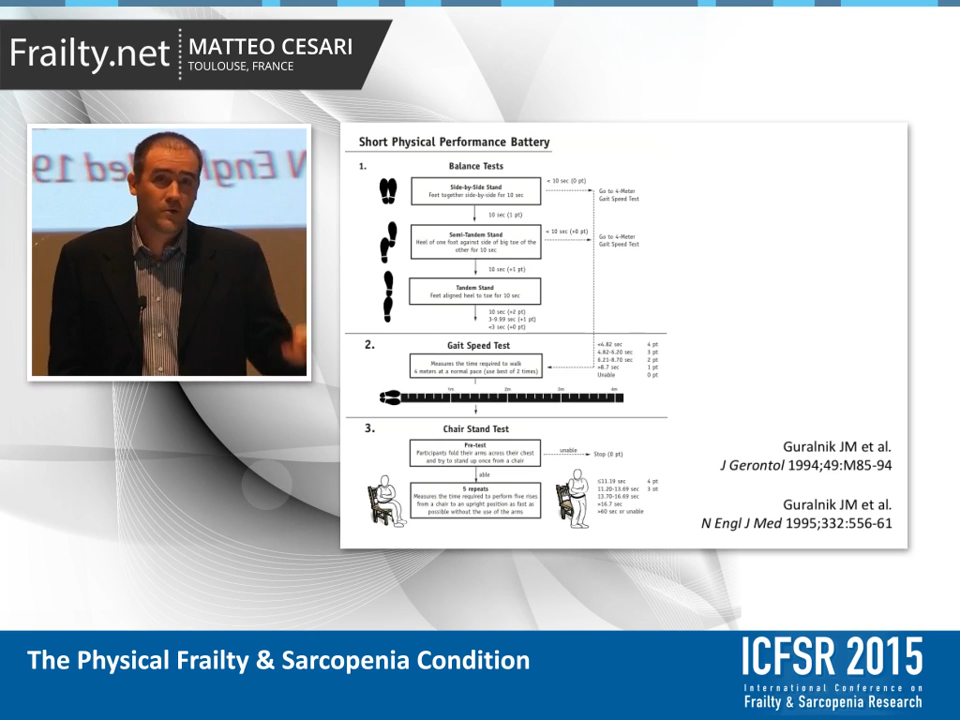 Frailty.net
MATTEO CESARI
TOULOUSE, FRANCE
N Engl Med 19
Short Physical Performance Battery
1.
Balance Tests
Side-by-Side Stand
Feet together side-by-side for 10 sec
< 10 sec (0 pt)
Go to 4-Meter
Gait Speed Test
10 sec (1 pt)
Semi-Tandem Stand
Heel of one foot against side of big toe of the
other for 10 sec
< 10 sec (+0 pt)
Go to 4-Meter
Gait Speed Test
10 sec (+1 pt)
Tandem Stand
Feet aligned heel to toe for 10 sec
10 sec (+2 pt)
3-9.99 sec (+1 pt)
<3 sec (+0 pt)
2.
Gait Speed Test
Measures the time required to walk
4 meters at a normal pace (use best of 2 times)
<4.82 sec 4 pt
4.82-6.20 sec 3 pt
6.21-8.70 sec 2 pt
>8.7 sec 1 pt
Unable 0 pt
1m 2m 3m 4m
3.
Chair Stand Test
Pre-test
Participants fold their arms across their chest
and try to stand up once from a chair
unable
Stop (0 pt)
able
5 repeats
Measures the time required to perform five rises
from a chair to an upright position as fast as
possible without the use of the arms
≤11.19 sec 4 pt
11.20-13.69 sec 3 pt
13.70-16.69 sec
>16.7 sec
>60 sec or unable
Guralnik JM et al.
J Gerontol 1994;49:M85-94
Guralnik JM et al.
N Engl J Med 1995;332:556-61
The Physical Frailty & Sarcopenia Condition
ICFSR 2015
International Conference on
Frailty & Sarcopenia Research